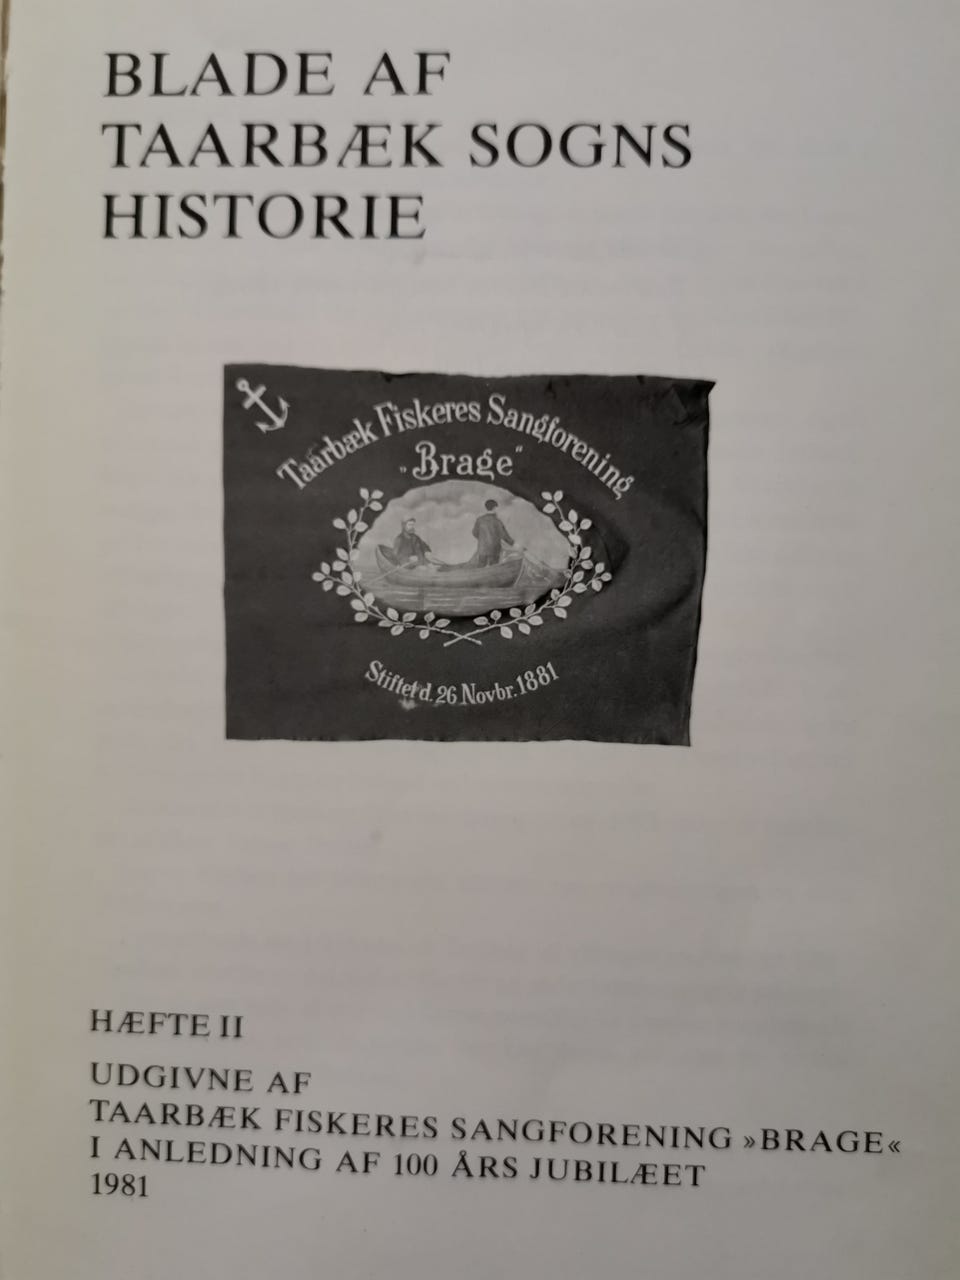 BLADE AF
TAARBÆK SOGNS
HISTORIE
Taarbæk Fiskeres Sangforening
„Brage"
Stiftet d. 26 Novbr. 1881
HÆFTE II
UDGIVNE AF
TAARBÆK FISKERES SANGFORENING »BRAGE«
I ANLEDNING AF 100 ÅRS JUBILÆET
1981